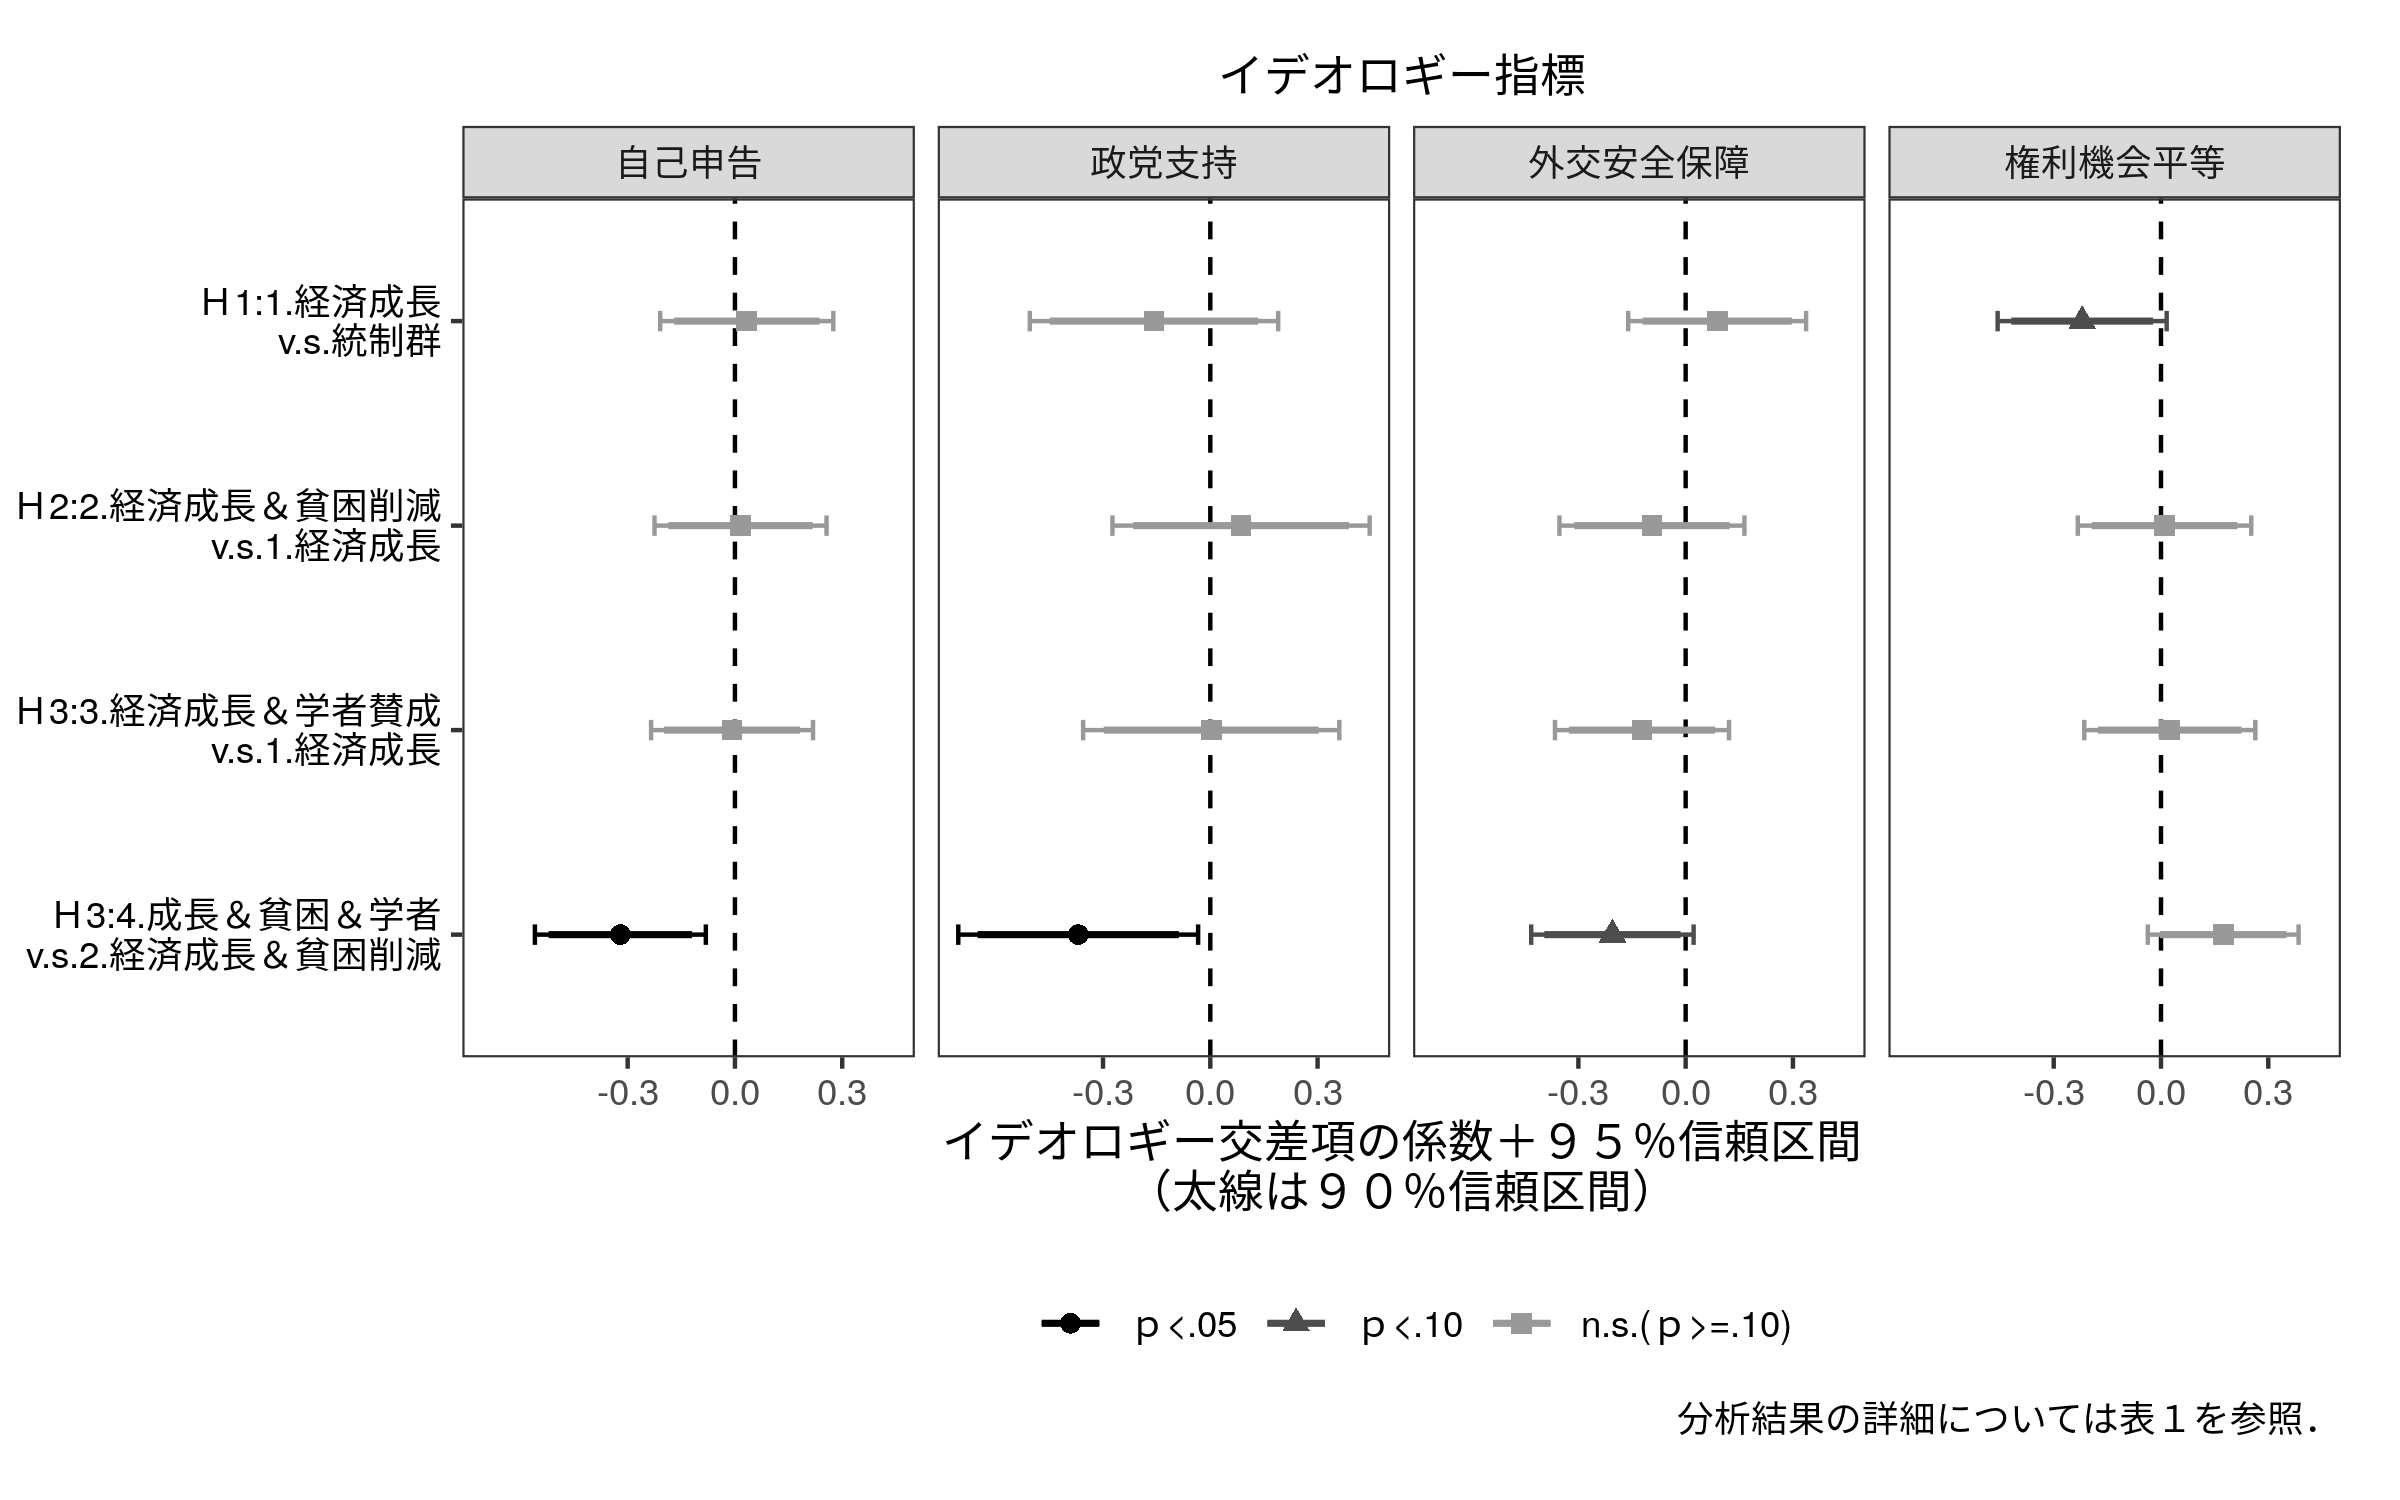 イデオロギー指標
自己申告
政党支持
外交安全保障
権利機会平等
H1:1.経済成長
v.s.統制群
H2:2.経済成長＆貧困削減
v.s.1.経済成長
H3:3.経済成長＆学者賛成
v.s.1.経済成長
H3:4.成長＆貧困＆学者
v.s.2.経済成長＆貧困削減
-0.3 0.0 0.3
-0.3 0.0 0.3
-0.3 0.0 0.3
-0.3 0.0 0.3
イデオロギー交差項の係数＋９５％信頼区間
（太線は９０％信頼区間）
ｐ<.05
ｐ<.10
n.s.(ｐ>=.10)
分析結果の詳細については表１を参照．